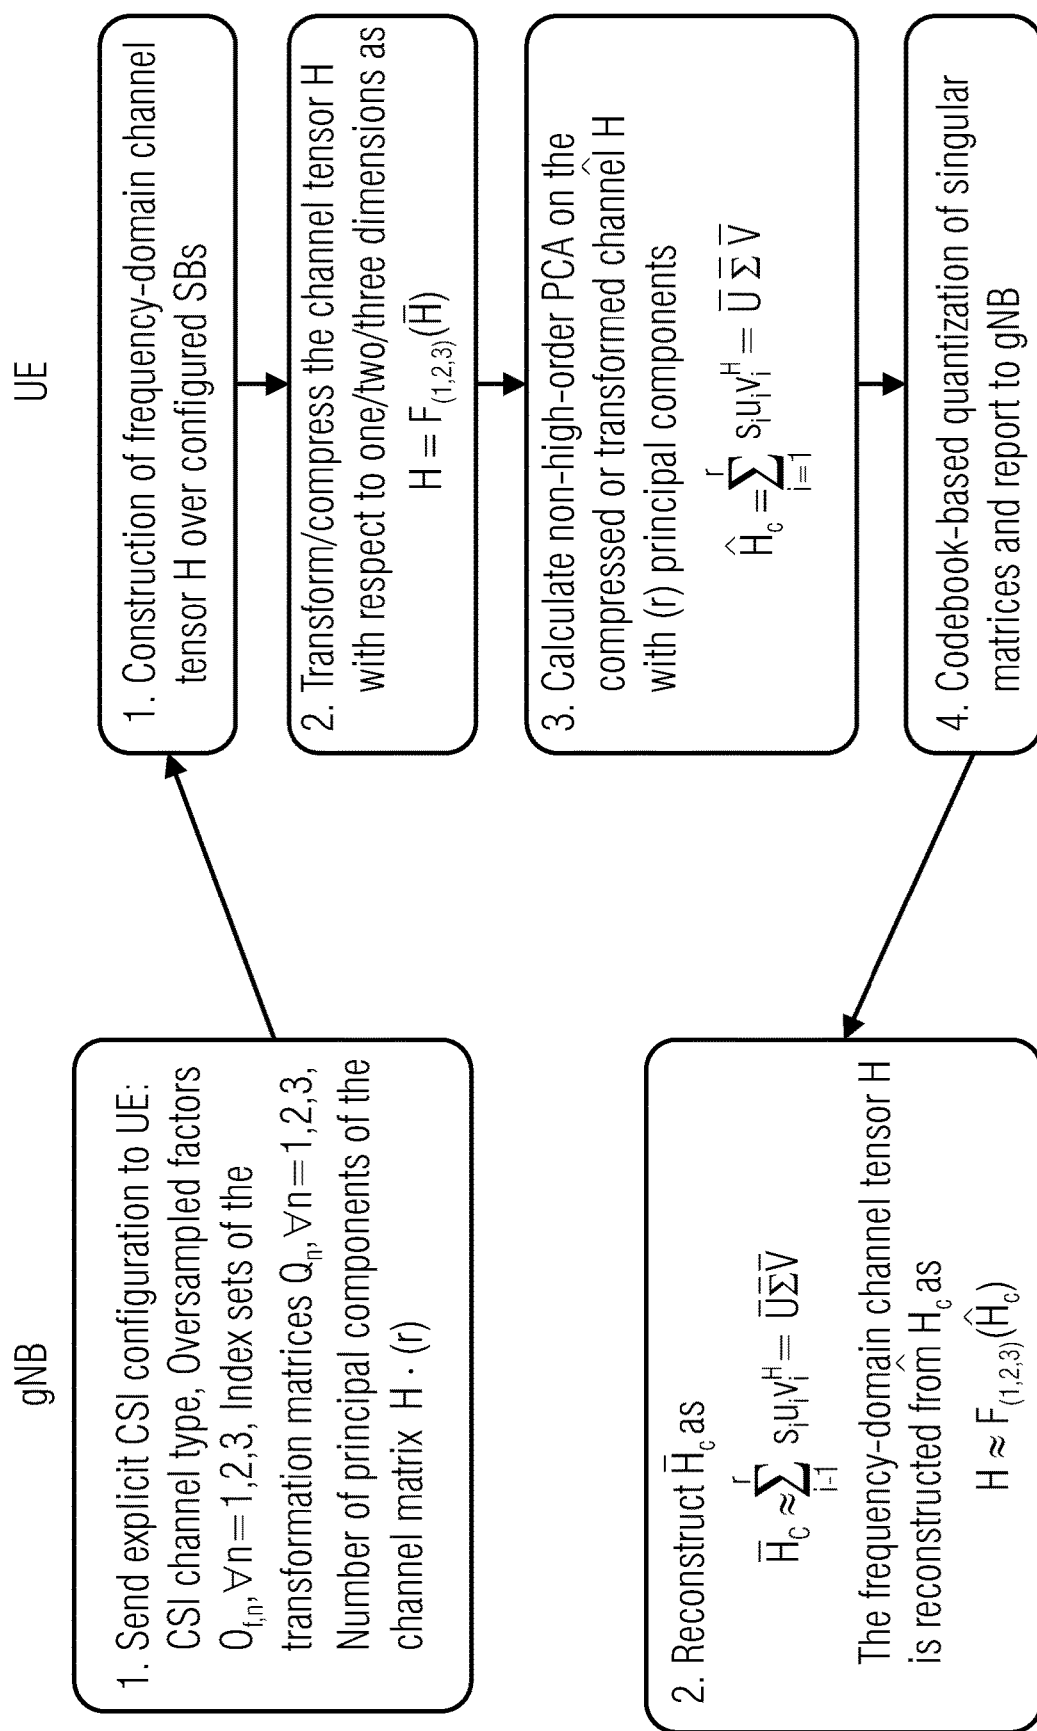 gNB
UE
1. Send explicit CSI configuration to UE:
CSI channel type, Oversampled factors
O_{f,n}, ∀n=1,2,3, Index sets of the
transformation matrices Q_n, ∀n=1,2,3,
Number of principal components of the
channel matrix H · (r)
1. Construction of frequency-domain channel
tensor H over configured SBs
2. Transform/compress the channel tensor H
with respect to one/two/three dimensions as
H = F_{(1,2,3)}(H̅)
3. Calculate non-high-order PCA on the
compressed or transformed channel Ĥ
with (r) principal components
Ĥ_c = ∑_{i=1}^{r} s_i u_i v_i^H = U̅ Σ̅ V̅
4. Codebook-based quantization of singular
matrices and report to gNB
2. Reconstruct H̅_c as
H̅_c ≈ ∑_{i-1}^{r} s_i u_i v_i^H = U̅Σ̅V̅
The frequency-domain channel tensor H
is reconstructed from Ĥ_c as
H ≈ F_{(1,2,3)}(Ĥ_c)